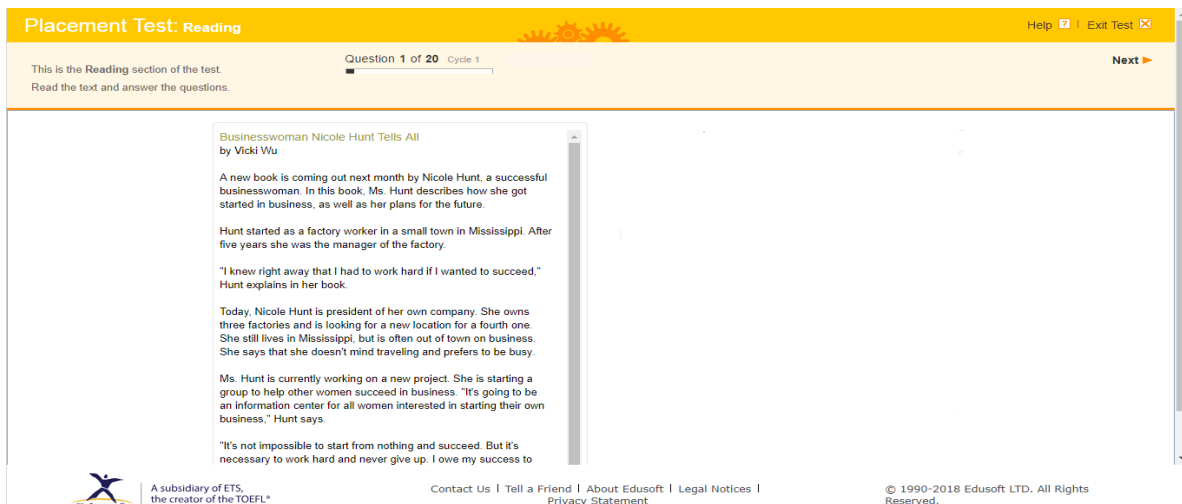 Placement Test: Reading
Help ? | Exit Test
This is the Reading section of the test.
Read the text and answer the questions.
Question 1 of 20 Cycle 1
Next
Businesswoman Nicole Hunt Tells All
by Vicki Wu
A new book is coming out next month by Nicole Hunt, a successful
businesswoman. In this book, Ms. Hunt describes how she got
started in business, as well as her plans for the future.
Hunt started as a factory worker in a small town in Mississippi. After
five years she was the manager of the factory.
"I knew right away that I had to work hard if I wanted to succeed,"
Hunt explains in her book.
Today, Nicole Hunt is president of her own company. She owns
three factories and is looking for a new location for a fourth one.
She still lives in Mississippi, but is often out of town on business.
She says that she doesn't mind traveling and prefers to be busy.
Ms. Hunt is currently working on a new project. She is starting a
group to help other women succeed in business. "It's going to be
an information center for all women interested in starting their own
business," Hunt says.
"It's not impossible to start from nothing and succeed. But it's
necessary to work hard and never give up. I owe my success to
A subsidiary of ETS,
the creator of the TOEFL®
Contact Us | Tell a Friend | About Edusoft | Legal Notices |
Privacy Statement
© 1990-2018 Edusoft LTD. All Rights
Reserved.